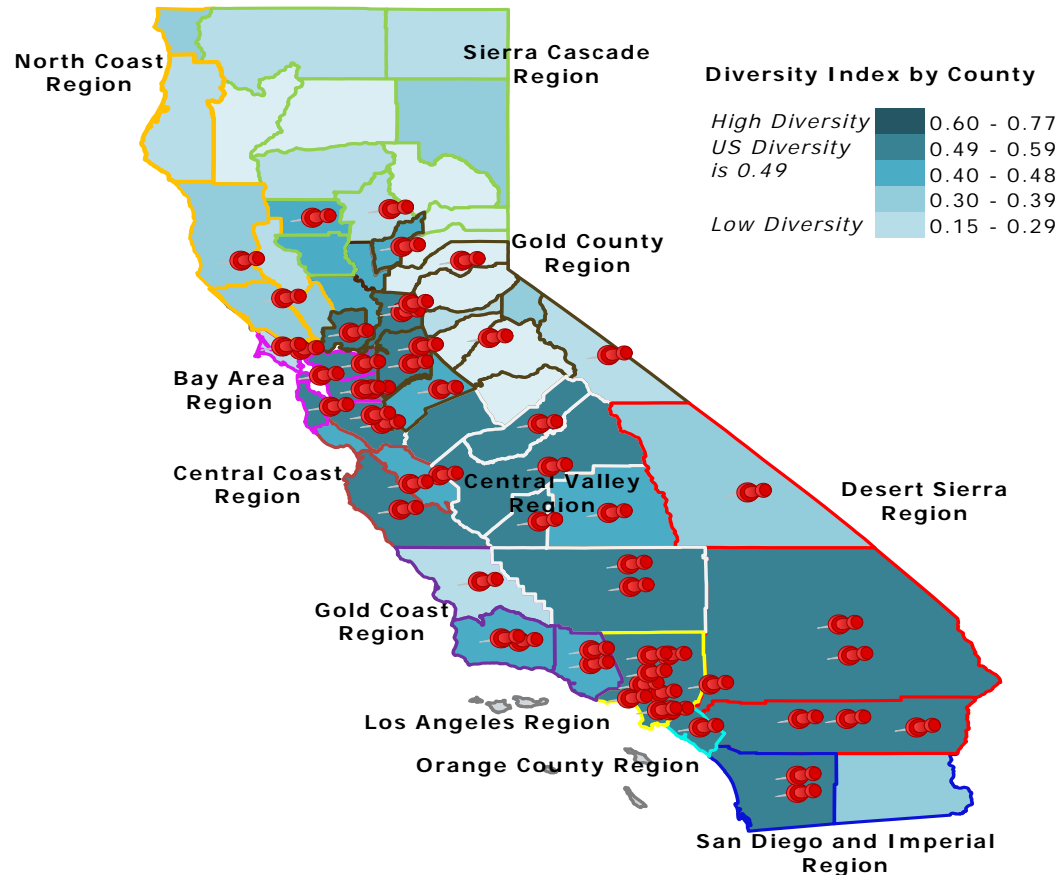 North Coast
Region
Sierra Cascade
Region
Diversity Index by County
High Diversity
0.60 - 0.77
US Diversity
is 0.49
0.49 - 0.59
0.40 - 0.48
0.30 - 0.39
Low Diversity
0.15 - 0.29
Gold County
Region
Bay Area
Region
Central Coast
Region
Central Valley
Region
Desert Sierra
Region
Gold Coast
Region
Los Angeles Region
Orange County Region
San Diego and Imperial
Region